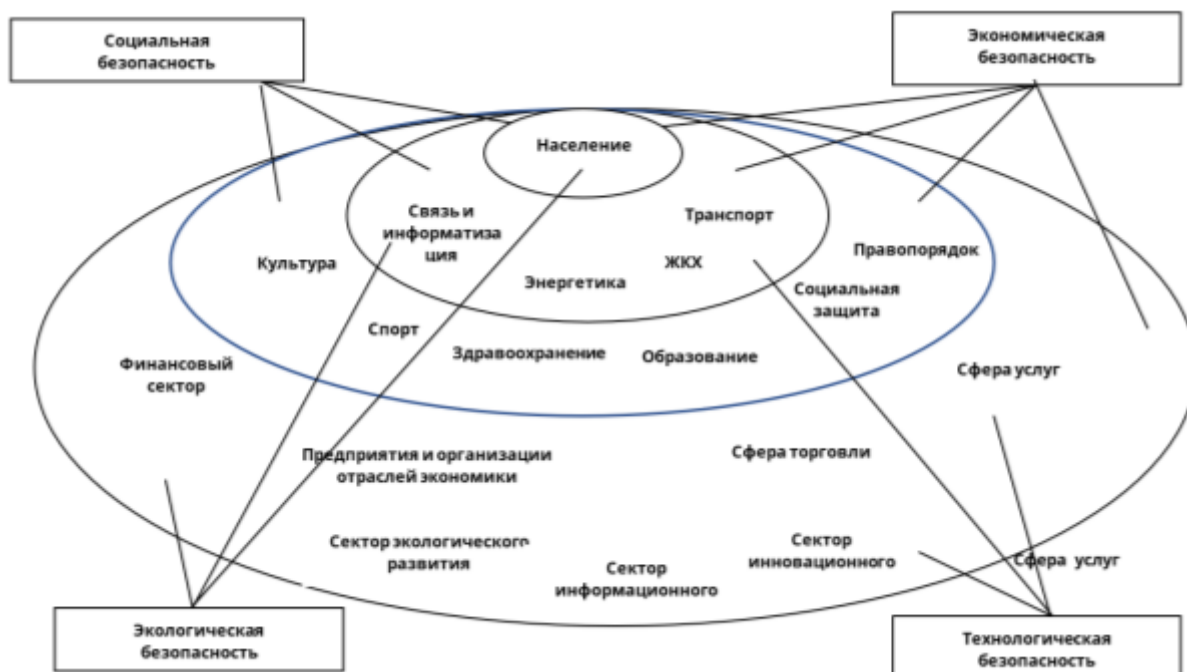 Социальная
безопасность
Экономическая
безопасность
Население
Связь и
информатиза
ция
Транспорт
Культура
ЖКХ
Правопорядок
Энергетика
Социальная
защита
Спорт
Здравоохранение
Образование
Финансовый
сектор
Сфера услуг
Предприятия и организации
отраслей экономики
Сфера торговли
Сектор экологического
развития
Сектор
информационного
Сектор
инновационного
Сфера услуг
Экологическая
безопасность
Технологическая
безопасность